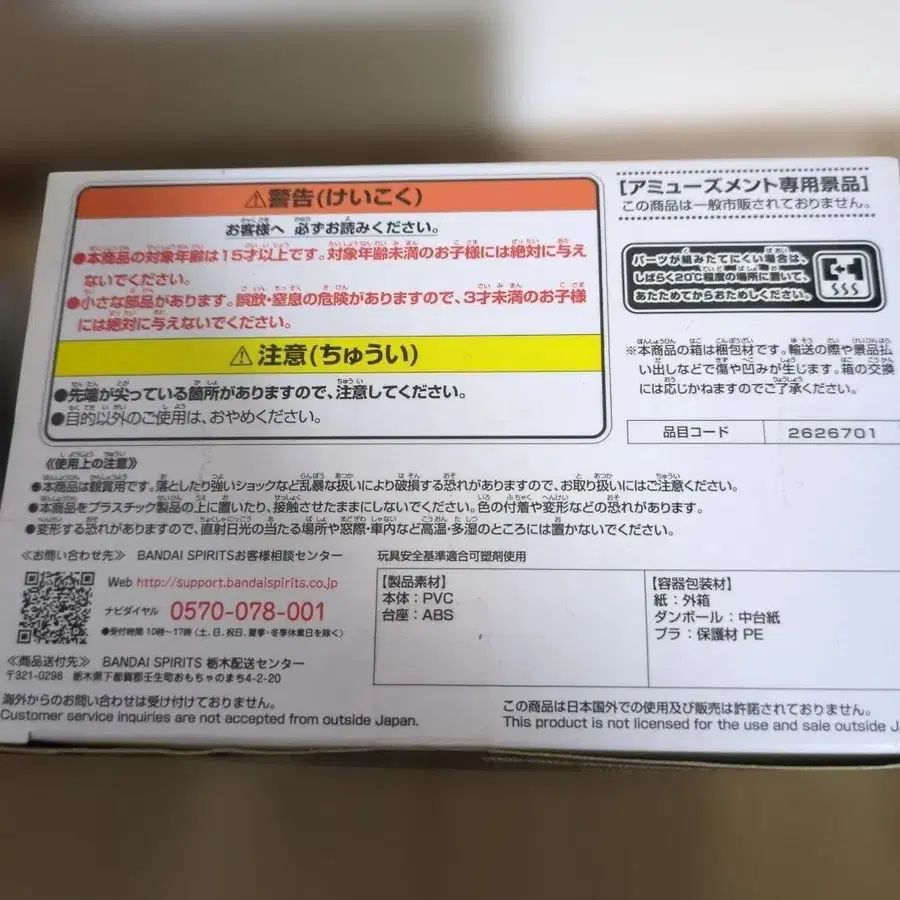 ⚠警告(けいこく)
お客様へ 必ずお読みください。
●本商品の対象年齢は15才以上です。対象年齢未満のお子様には絶対に与え
ないでください。
●小さな部品があります。誤飲・窒息の危険がありますので、3才未満のお子様
には絶対に与えないでください。
⚠注意(ちゅうい)
●先端が尖っている箇所がありますので、注意してください。
●目的以外のご使用は、おやめください。
[アミューズメント専用景品]
この商品は一般市販されておりません。
パーツが組みたてにくい場合は、
しばらく20℃程度の場所に置いて、
あたためてからおためしください。
※本商品の箱は梱包材です。輸送の際や景品払
い出しなどで傷や凹みが生じます。箱の交換
には応じかねますのでご了承ください。
品目コード 2626701
《使用上の注意》
●本商品は観賞用です。落としたり強いショックなど乱暴な扱いにより破損する恐れがありますので、お取り扱いにはご注意ください。
●本商品をプラスチック製品の上に置いたり、接触させたままにしないでください。色の付着や変形などの恐れがあります。
●変形する恐れがありますので、直射日光の当たる場所や窓際・車内など高温・多湿のところには置かないでください。
≪お問い合わせ先≫ BANDAI SPIRITSお客様相談センター
Web http://support.bandaispirits.co.jp
ナビダイヤル 0570-078-001
●受付時間 10時〜17時(土、日、祝日、夏季・冬季休業日を除く)
≪商品送付先≫ BANDAI SPIRITS 栃木配送センター
〒321-0298 栃木県下都賀郡壬生町おもちゃのまち4-2-20
玩具安全基準適合可塑剤使用
【製品素材】
本体：PVC
台座：ABS
【容器包装材】
紙：外箱
ダンボール：中台紙
プラ：保護材 PE
海外からのお問い合わせは受け付けておりません。
Customer service inquiries are not accepted from outside Japan.
この商品は日本国外での使用及び販売は許諾されておりません。
This product is not licensed for the use and sale outside J